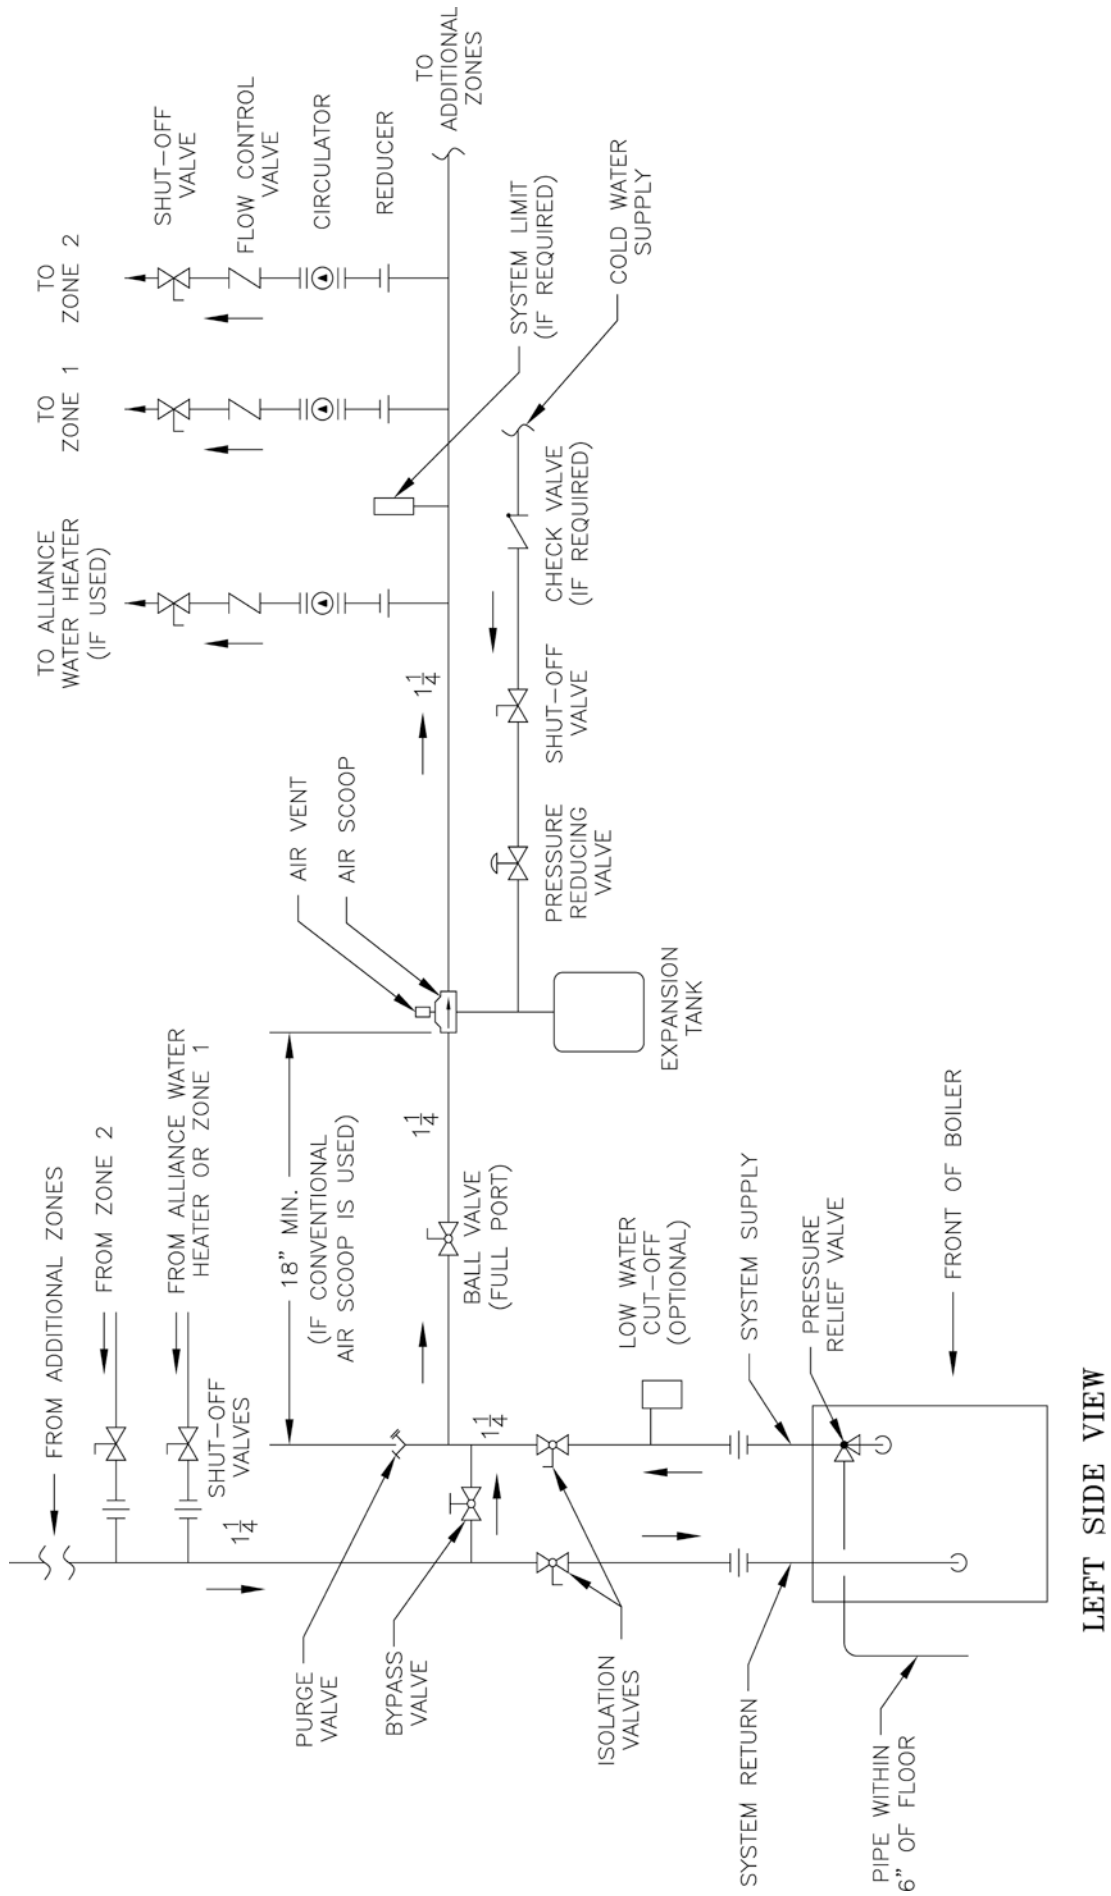 TO
ADDITIONAL
ZONES
SHUT-OFF
VALVE
FLOW CONTROL
VALVE
CIRCULATOR
REDUCER
TO
ZONE 2
TO
ZONE 1
TO ALLIANCE
WATER HEATER
(IF USED)
SYSTEM LIMIT
(IF REQUIRED)
COLD WATER
SUPPLY
CHECK VALVE
(IF REQUIRED)
SHUT-OFF
VALVE
PRESSURE
REDUCING
VALVE
1 1/4
AIR VENT
AIR SCOOP
EXPANSION
TANK
FROM ADDITIONAL ZONES
FROM ZONE 2
FROM ALLIANCE WATER
HEATER OR ZONE 1
SHUT-OFF
VALVES
1 1/4
18" MIN.
(IF CONVENTIONAL
AIR SCOOP IS USED)
1 1/4
BALL VALVE
(FULL PORT)
1 1/4
LOW WATER
CUT-OFF
(OPTIONAL)
SYSTEM SUPPLY
PRESSURE
RELIEF VALVE
FRONT OF BOILER
PURGE
VALVE
BYPASS
VALVE
ISOLATION
VALVES
SYSTEM RETURN
PIPE WITHIN
6" OF FLOOR
LEFT SIDE VIEW